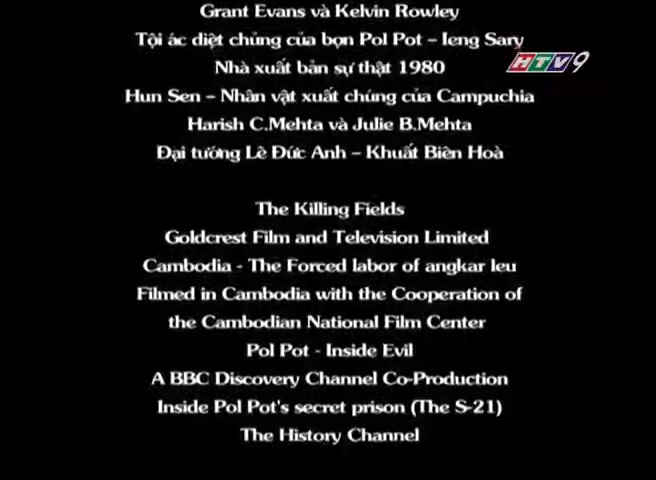 Grant Evans và Kelvin Rowley
Tội ác diệt chủng của bọn Pol Pot – Ieng Sary
HTV9
Nhà xuất bản sự thật 1980
Hun Sen – Nhân vật xuất chúng của Campuchia
Harish C.Mehta và Julie B.Mehta
Đại tướng Lê Đức Anh – Khuất Biên Hoà
The Killing Fields
Goldcrest Film and Television Limited
Cambodia - The Forced labor of angkar leu
Filmed in Cambodia with the Cooperation of
the Cambodian National Film Center
Pol Pot - Inside Evil
A BBC Discovery Channel Co-Production
Inside Pol Pot's secret prison (The S-21)
The History Channel